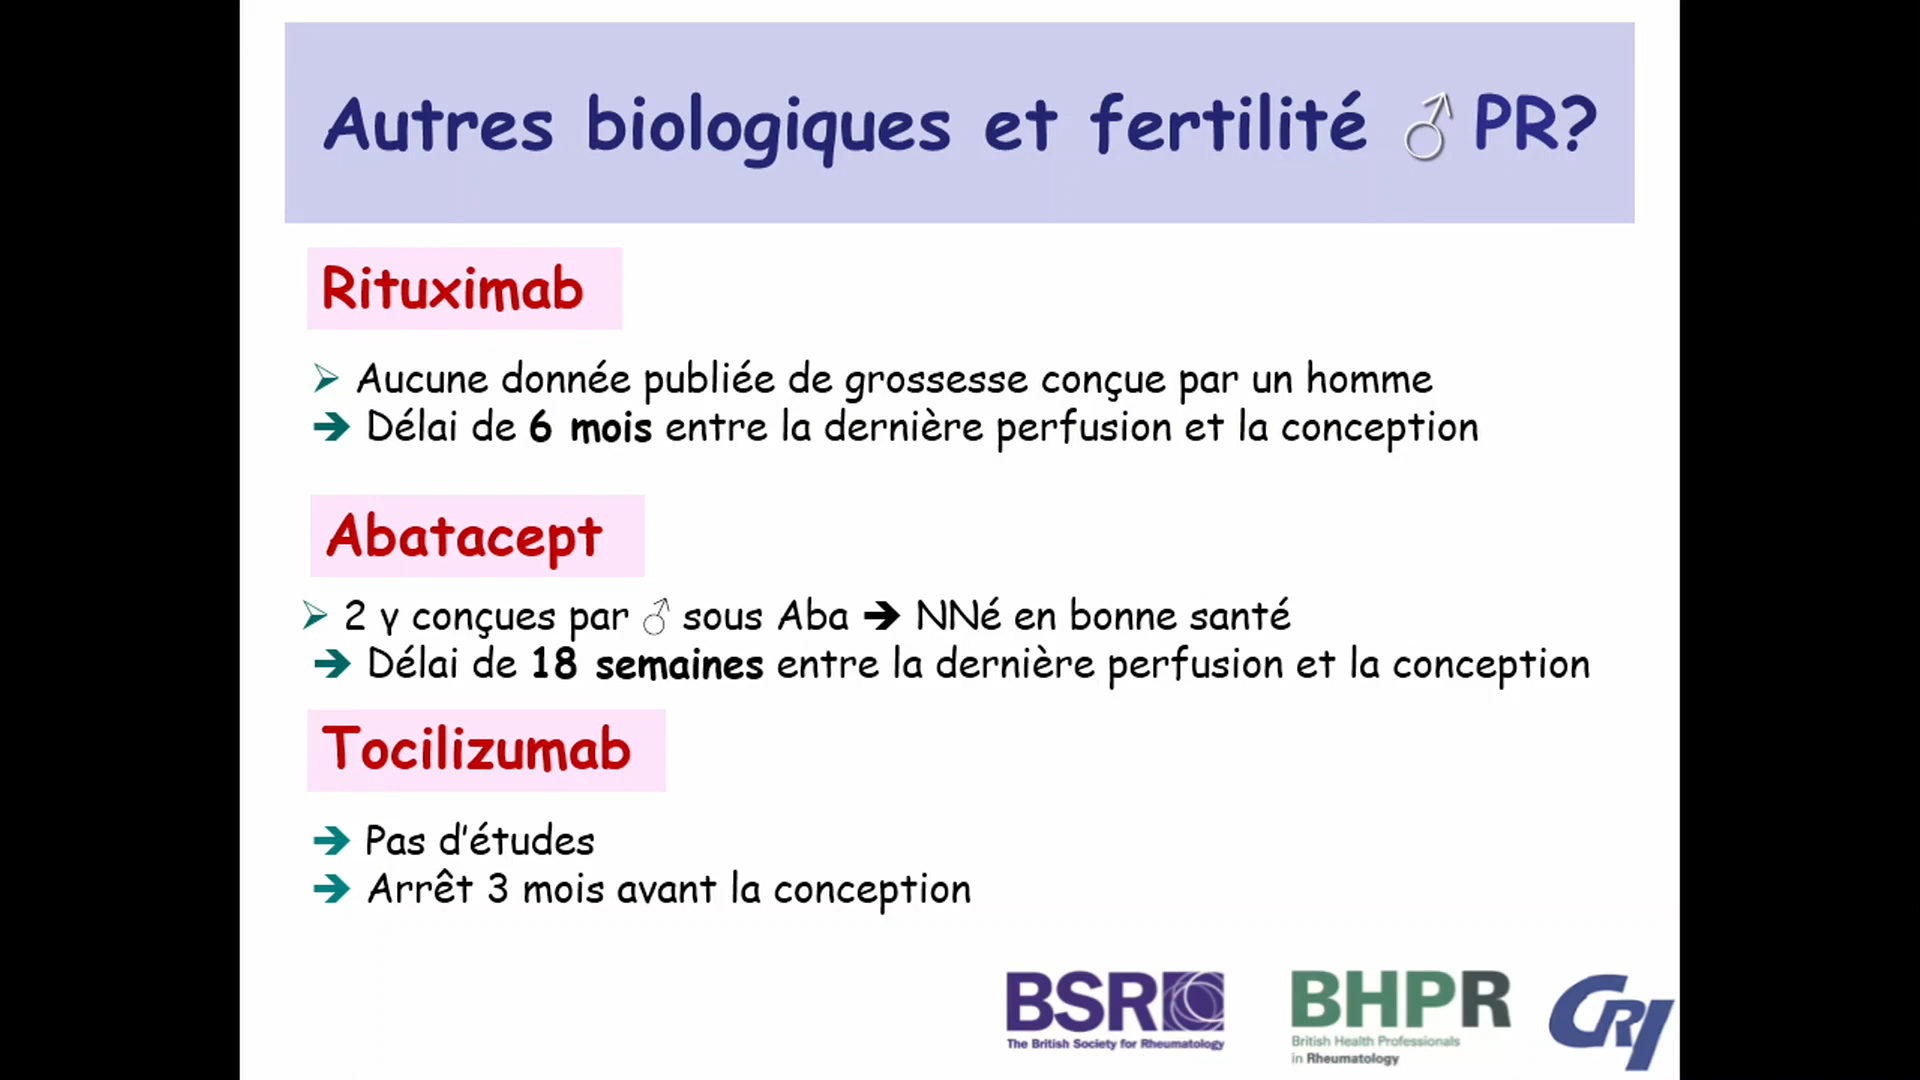 Autres biologiques et fertilité ♂ PR?
Rituximab
➢ Aucune donnée publiée de grossesse conçue par un homme
➔ Délai de 6 mois entre la dernière perfusion et la conception
Abatacept
➢ 2 γ conçues par ♂ sous Aba ➔ NNé en bonne santé
➔ Délai de 18 semaines entre la dernière perfusion et la conception
Tocilizumab
➔ Pas d'études
➔ Arrêt 3 mois avant la conception
BSR
The British Society for Rheumatology
BHPR
British Health Professionals
in Rheumatology
CRI